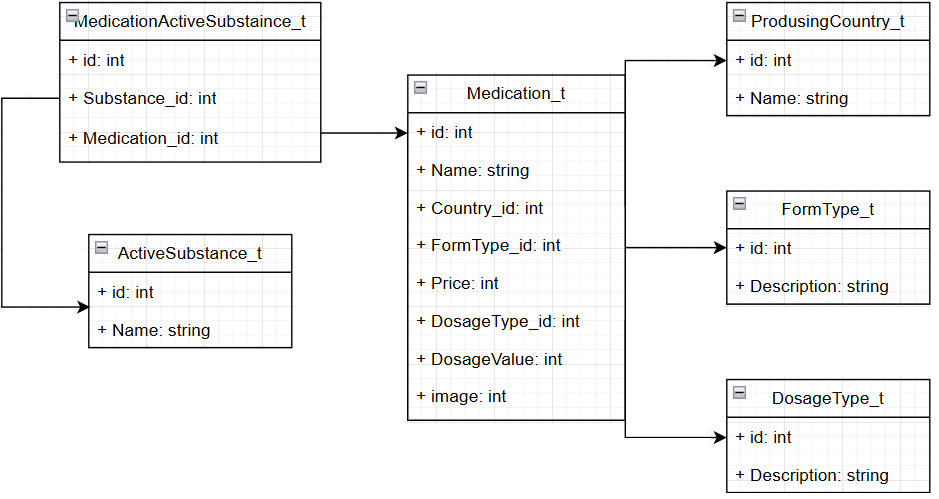 MedicationActiveSubstaince_t
+ id: int
+ Substance_id: int
+ Medication_id: int
ActiveSubstance_t
+ id: int
+ Name: string
Medication_t
+ id: int
+ Name: string
+ Country_id: int
+ FormType_id: int
+ Price: int
+ DosageType_id: int
+ DosageValue: int
+ image: int
ProdusingCountry_t
+ id: int
+ Name: string
FormType_t
+ id: int
+ Description: string
DosageType_t
+ id: int
+ Description: string